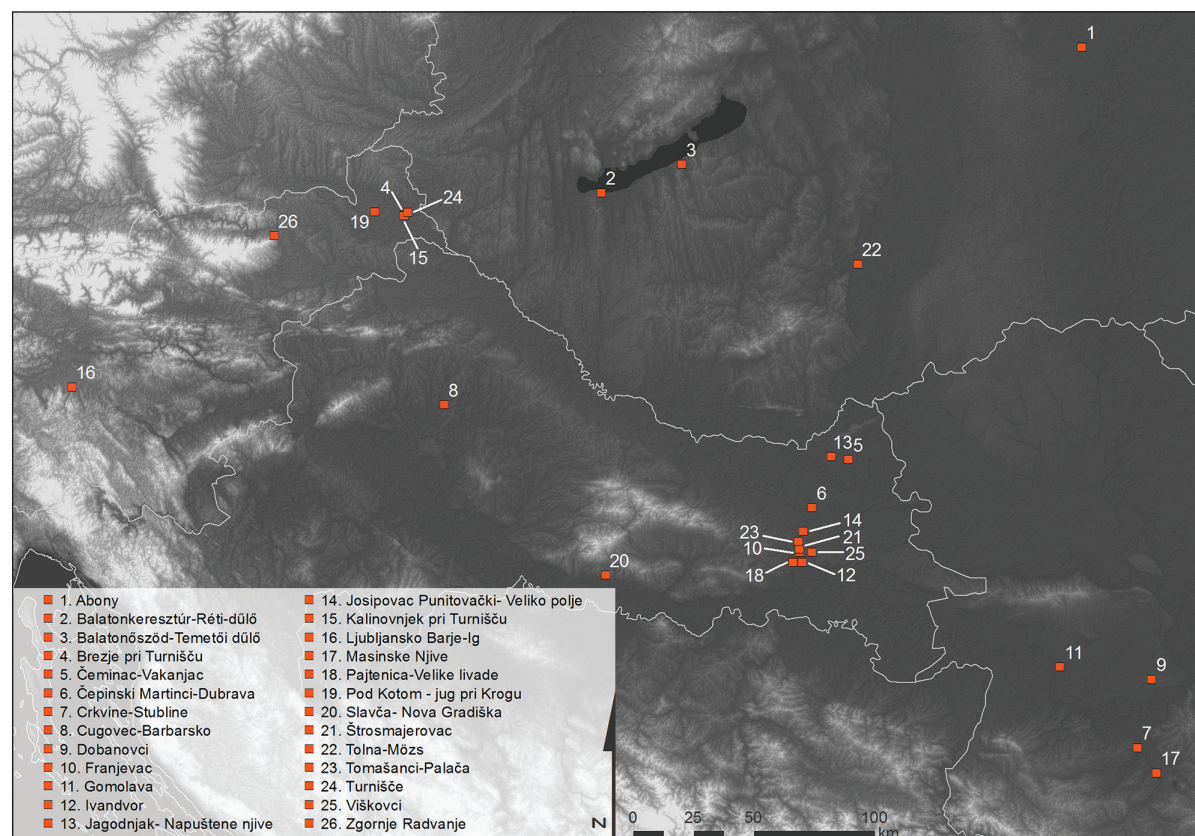 1
3
2
4
24
19
26
15
22
16
8
13 5
6
14
23
21
10
25
20
18
12
11
9
7
17
1. Abony
2. Balatonkeresztúr-Réti-dűlő
3. Balatonőszöd-Temetői dűlő
4. Brezje pri Turnišču
5. Čeminac-Vakanjac
6. Čepinski Martinci-Dubrava
7. Crkvine-Stubline
8. Cugovec-Barbarsko
9. Dobanovci
10. Franjevac
11. Gomolava
12. Ivandvor
13. Jagodnjak- Napuštene njive
14. Josipovac Punitovački- Veliko polje
15. Kalinovnjek pri Turnišču
16. Ljubljansko Barje-Ig
17. Masinske Njive
18. Pajtenica-Velike livade
19. Pod Kotom - jug pri Krogu
20. Slavča- Nova Gradiška
21. Štrosmajerovac
22. Tolna-Mözs
23. Tomašanci-Palača
24. Turnišče
25. Viškovci
26. Zgornje Radvanje
N
0 25 50 100
km